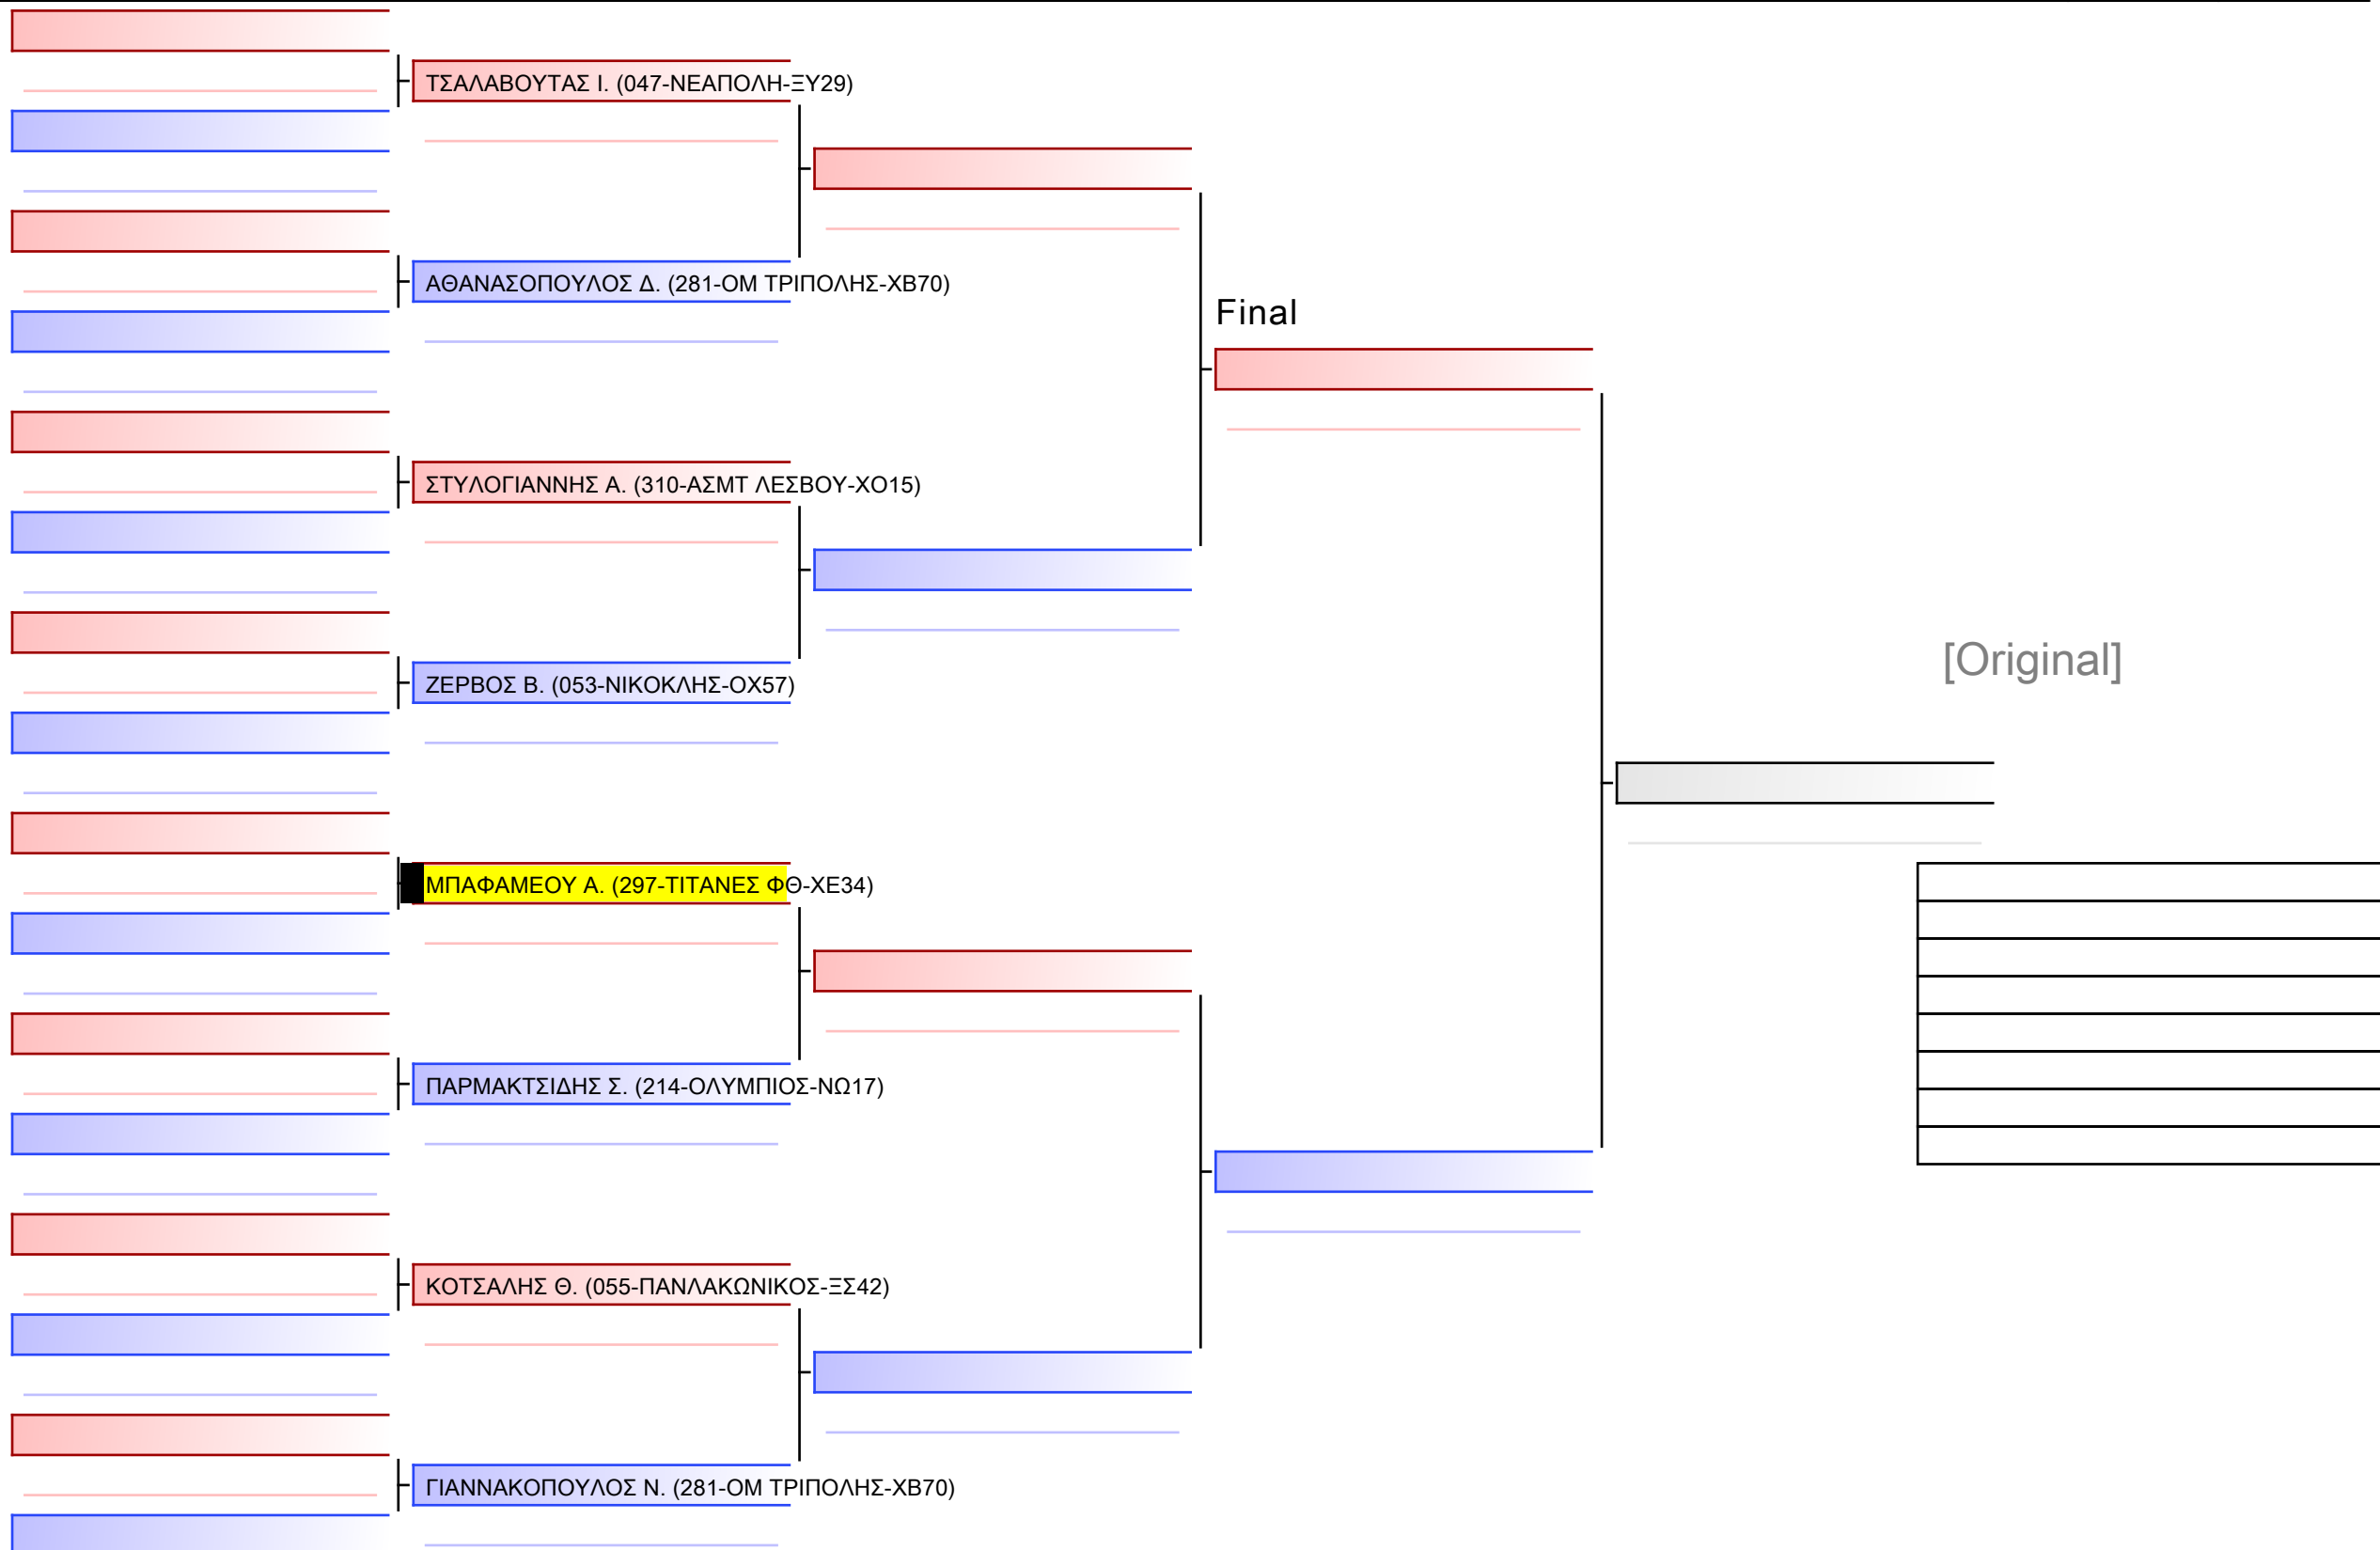 ΤΣΑΛΑΒΟΥΤΑΣ Ι. (047-ΝΕΑΠΟΛΗ-ΞΥ29)
ΑΘΑΝΑΣΟΠΟΥΛΟΣ Δ. (281-ΟΜ ΤΡΙΠΟΛΗΣ-ΧΒ70)
Final
ΣΤΥΛΟΓΙΑΝΝΗΣ Α. (310-ΑΣΜΤ ΛΕΣΒΟΥ-ΧΟ15)
[Original]
ΖΕΡΒΟΣ Β. (053-ΝΙΚΟΚΛΗΣ-ΟΧ57)
ΜΠΑΦΑΜΕΟΥ Α. (297-ΤΙΤΑΝΕΣ ΦΘ-ΧΕ34)
ΠΑΡΜΑΚΤΣΙΔΗΣ Σ. (214-ΟΛΥΜΠΙΟΣ-ΝΩ17)
ΚΟΤΣΑΛΗΣ Θ. (055-ΠΑΝΛΑΚΩΝΙΚΟΣ-ΞΣ42)
ΓΙΑΝΝΑΚΟΠΟΥΛΟΣ Ν. (281-ΟΜ ΤΡΙΠΟΛΗΣ-ΧΒ70)